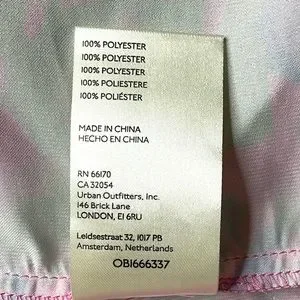 100% POLYESTER
100% POLYESTER
100% POLYESTER
100% POLIESTERE
100% POLIÉSTER
MADE IN CHINA
HECHO EN CHINA
RN 66170
CA 32054
Urban Outfitters, Inc.
146 Brick Lane
LONDON, E1 6RU
Leidsestraat 32, 1017 PB
Amsterdam, Netherlands
OB1666337